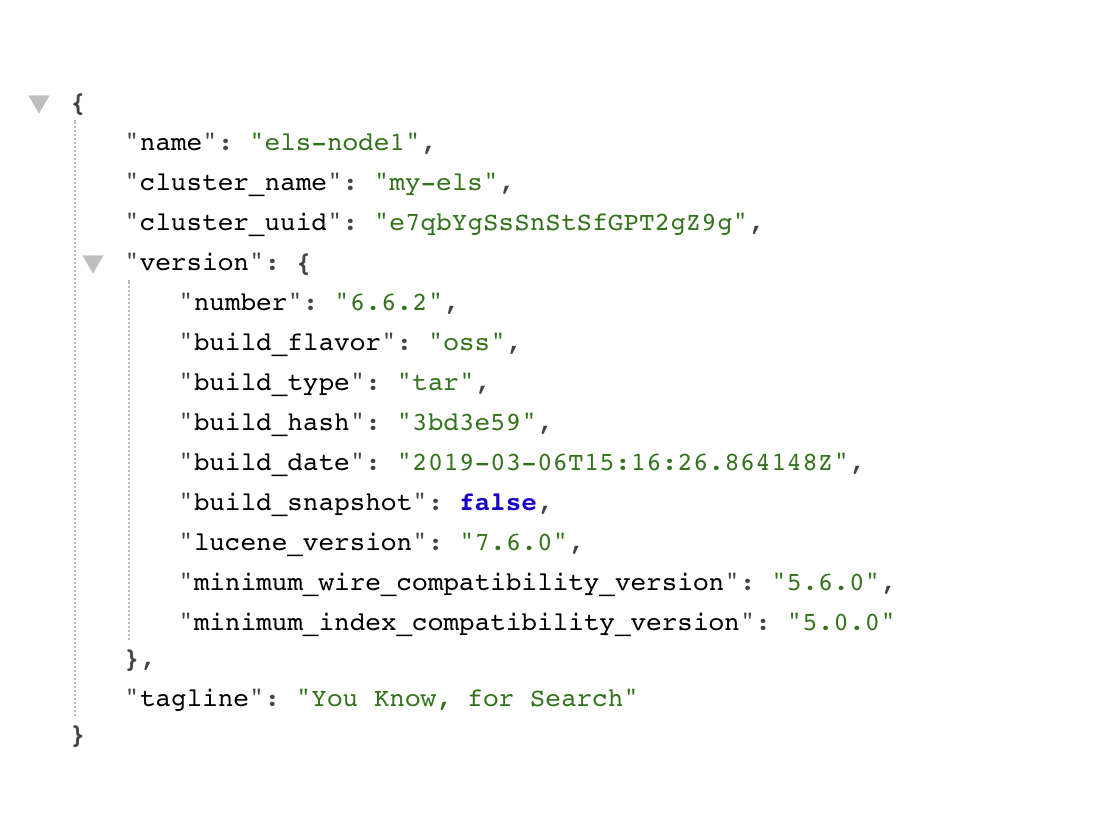 {
"name": "els-node1",
"cluster_name": "my-els",
"cluster_uuid": "e7qbYgSsSnStSfGPT2gZ9g",
"version": {
"number": "6.6.2",
"build_flavor": "oss",
"build_type": "tar",
"build_hash": "3bd3e59",
"build_date": "2019-03-06T15:16:26.864148Z",
"build_snapshot": false,
"lucene_version": "7.6.0",
"minimum_wire_compatibility_version": "5.6.0",
"minimum_index_compatibility_version": "5.0.0"
},
"tagline": "You Know, for Search"
}